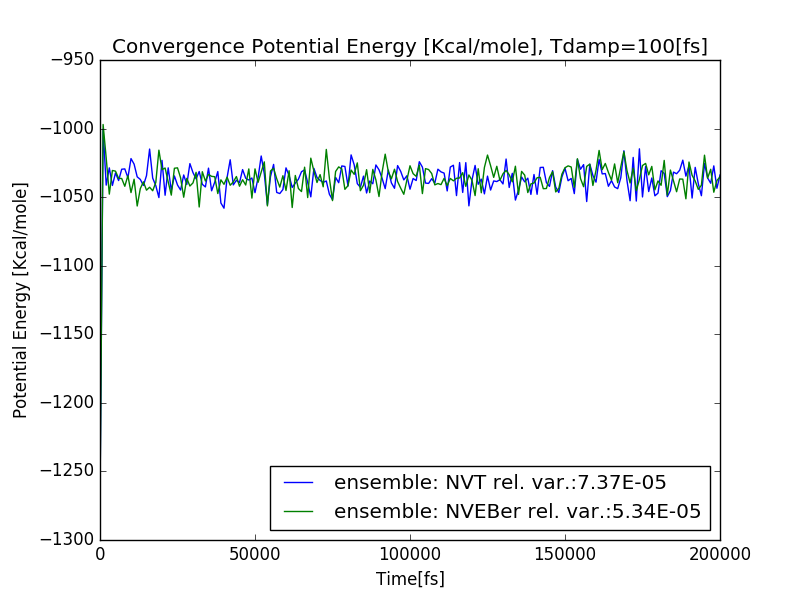 Convergence Potential Energy [Kcal/mole], Tdamp=100[fs]
Potential Energy [Kcal/mole]
−950
−1000
−1050
−1100
−1150
−1200
−1250
−1300
ensemble: NVT rel. var.:7.37E-05
ensemble: NVEBer rel. var.:5.34E-05
0 50000 100000 150000 200000
Time[fs]